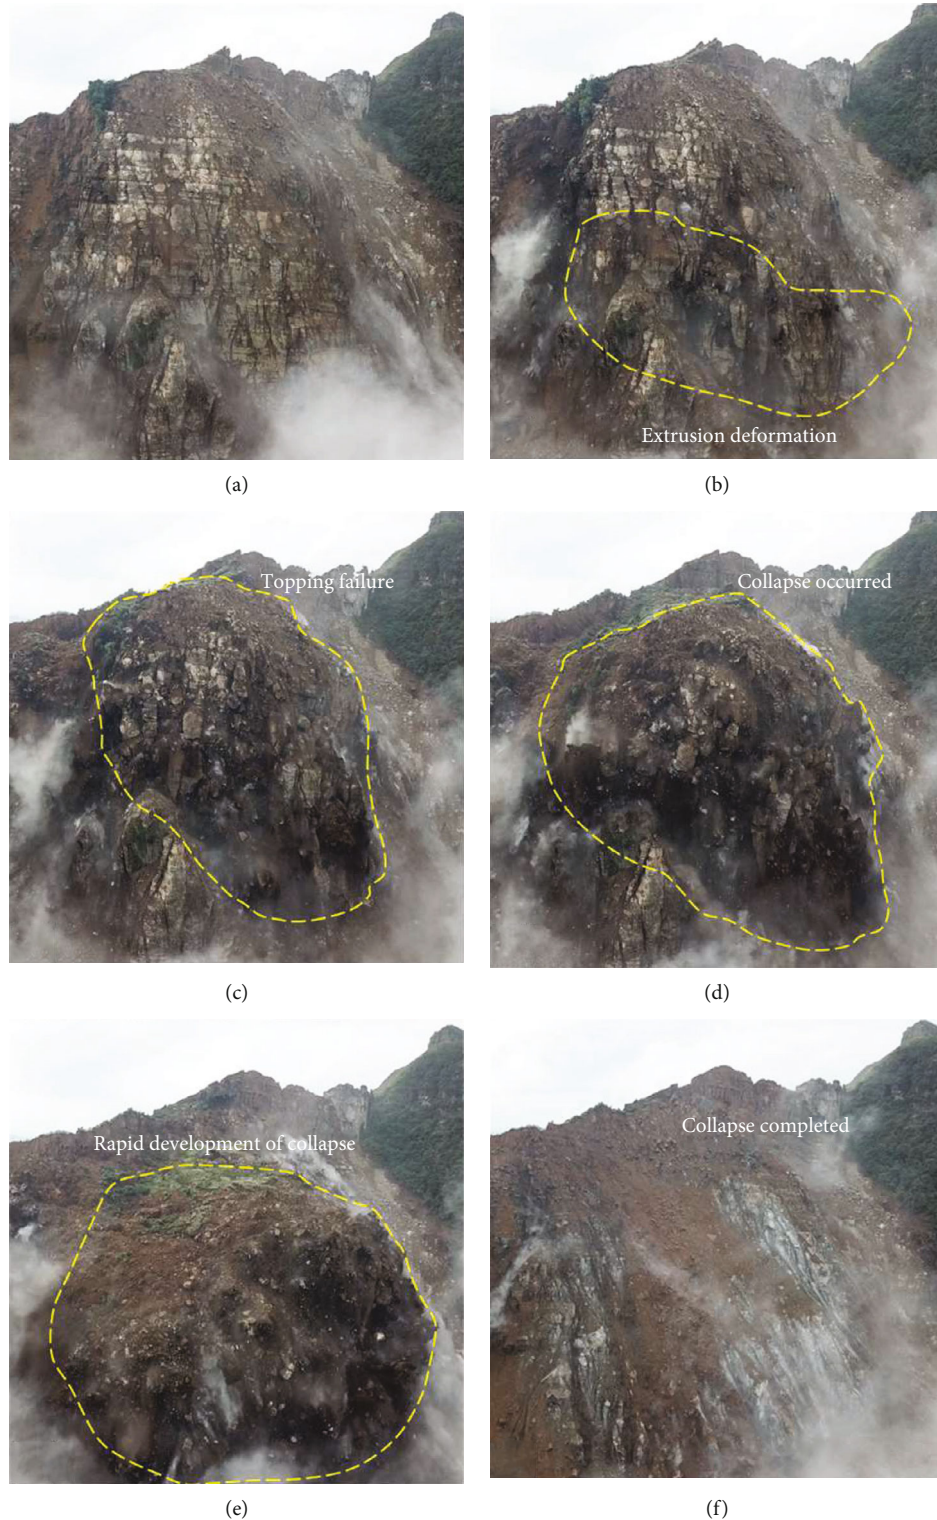 (a)
Extrusion deformation
(b)
Topping failure
(c)
Collapse occurred
(d)
Rapid development of collapse
(e)
Collapse completed
(f)